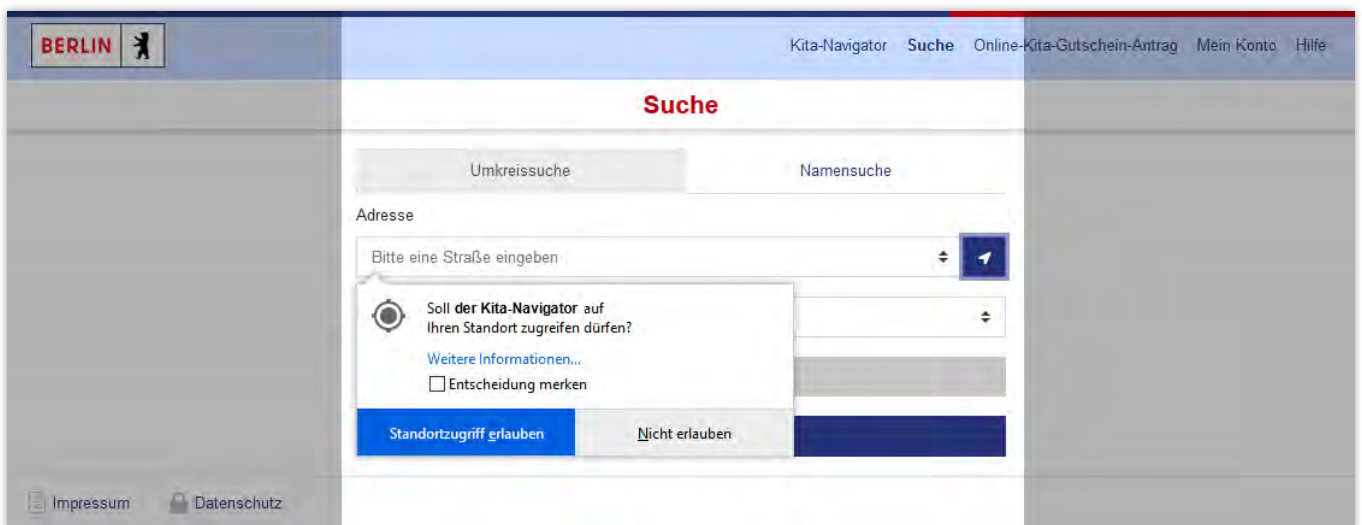 BERLIN
Kita-Navigator Suche Online-Kita-Gutschein-Antrag Mein Konto Hilfe
Suche
Umkreissuche Namensuche
Adresse
Bitte eine Straße eingeben
Soll der Kita-Navigator auf
Ihren Standort zugreifen dürfen?
Weitere Informationen...
Entscheidung merken
Standortzugriff erlauben Nicht erlauben
Impressum Datenschutz